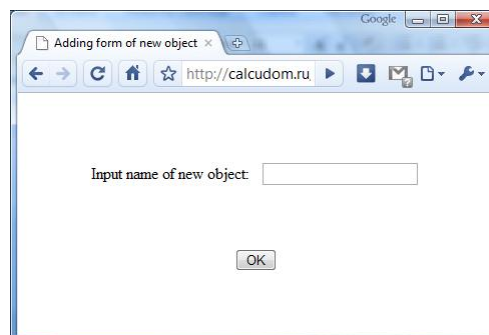 Google
Adding form of new object
http://calcudom.ru
Input name of new object:
OK